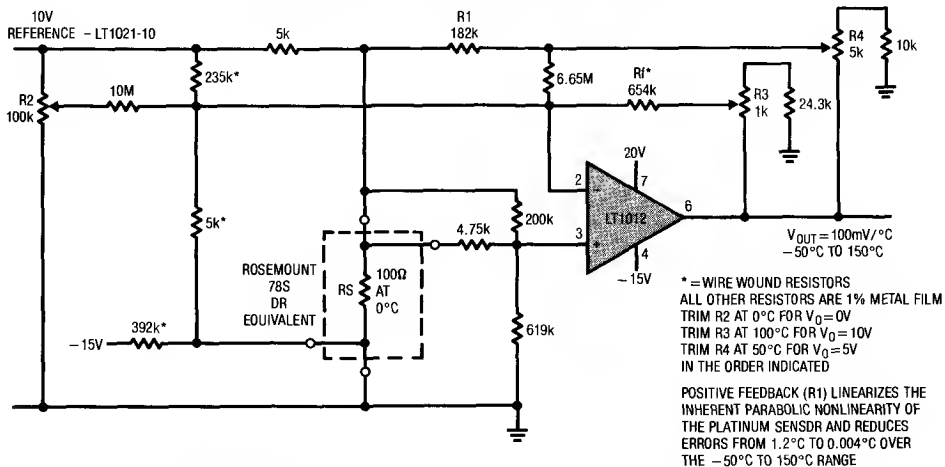 10V
REFERENCE – LT1021-10
5k
R1
182k
R4
5k
10k
235k*
6.65M
Rf*
654k
R2
100k
10M
R3
1k
24.3k
20V
2
7
–
LT1012
6
3
+
4
–15V
5k*
200k
4.75k
VOUT = 100mV/°C
–50°C TO 150°C
ROSEMOUNT
78S
OR
EQUIVALENT
RS
100Ω
AT
0°C
619k
392k*
–15V
* = WIRE WOUND RESISTORS
ALL OTHER RESISTORS ARE 1% METAL FILM
TRIM R2 AT 0°C FOR VO = 0V
TRIM R3 AT 100°C FOR VO = 10V
TRIM R4 AT 50°C FOR VO = 5V
IN THE ORDER INDICATED
POSITIVE FEEDBACK (R1) LINEARIZES THE
INHERENT PARABOLIC NONLINEARITY OF
THE PLATINUM SENSOR AND REDUCES
ERRORS FROM 1.2°C TO 0.004°C OVER
THE –50°C TO 150°C RANGE